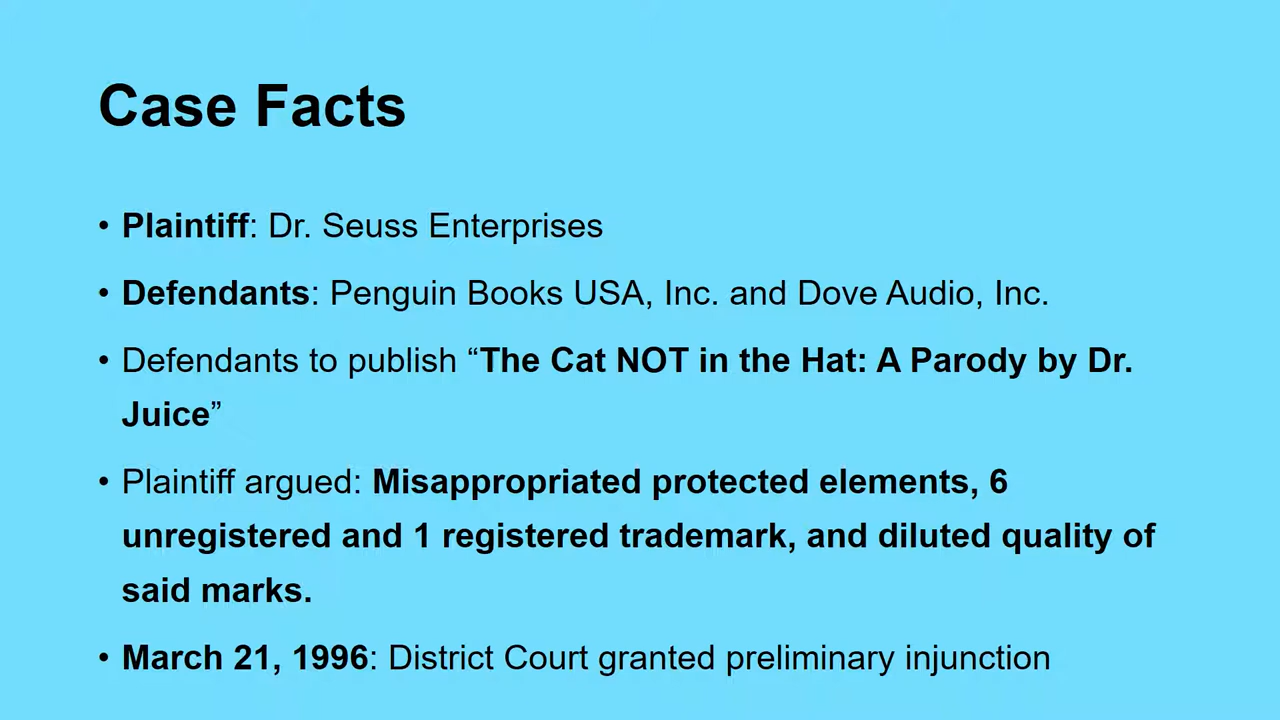 Case Facts
• Plaintiff: Dr. Seuss Enterprises
• Defendants: Penguin Books USA, Inc. and Dove Audio, Inc.
• Defendants to publish “The Cat NOT in the Hat: A Parody by Dr.
Juice”
• Plaintiff argued: Misappropriated protected elements, 6
unregistered and 1 registered trademark, and diluted quality of
said marks.
• March 21, 1996: District Court granted preliminary injunction